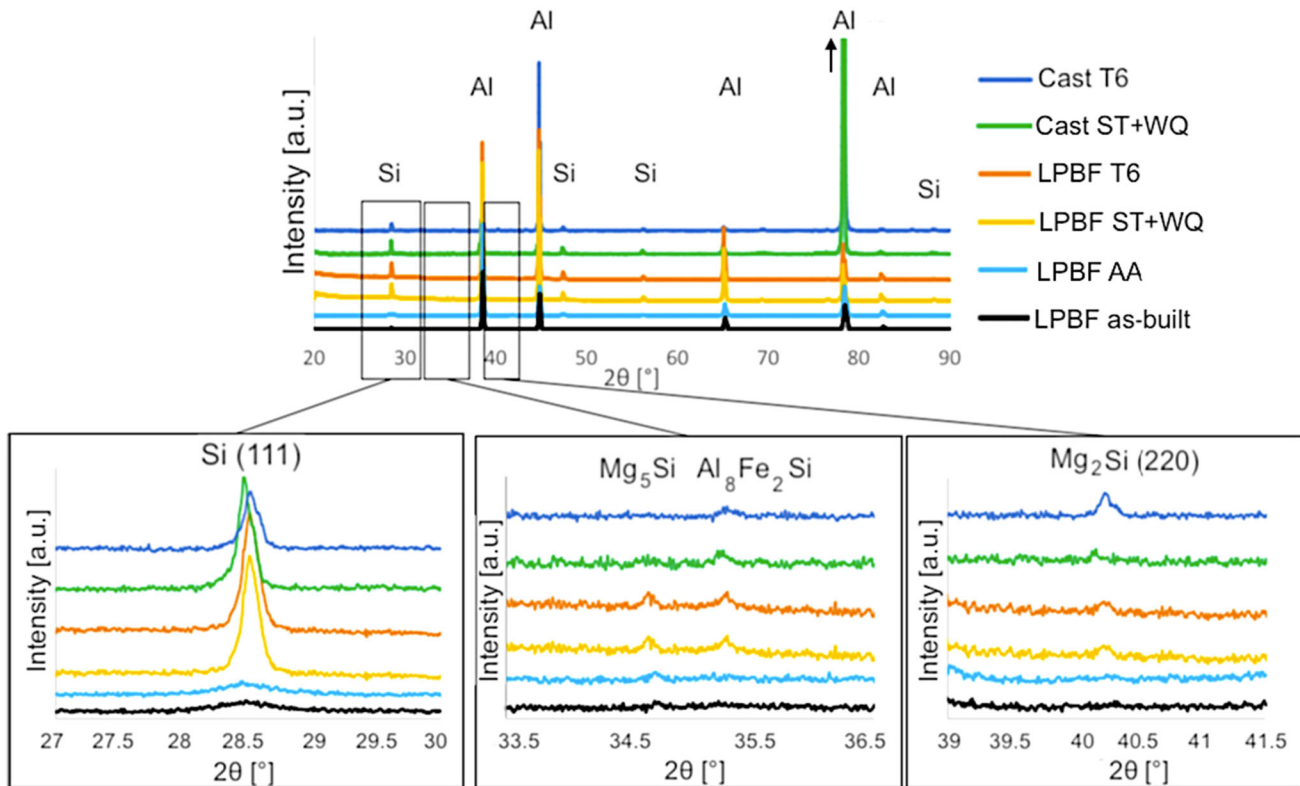 Al
Al
Al
Al
Al
Si
Si
Si
Si
Intensity [a.u.]
20 30 40 50 60 70 80 90
2θ [°]
Cast T6
Cast ST+WQ
LPBF T6
LPBF ST+WQ
LPBF AA
LPBF as-built
Si (111)
Intensity [a.u.]
27 27.5 28 28.5 29 29.5 30
2θ [°]
Mg₅Si Al₈Fe₂Si
Intensity [a.u.]
33.5 34.5 35.5 36.5
2θ [°]
Mg₂Si (220)
Intensity [a.u.]
39 39.5 40 40.5 41 41.5
2θ [°]